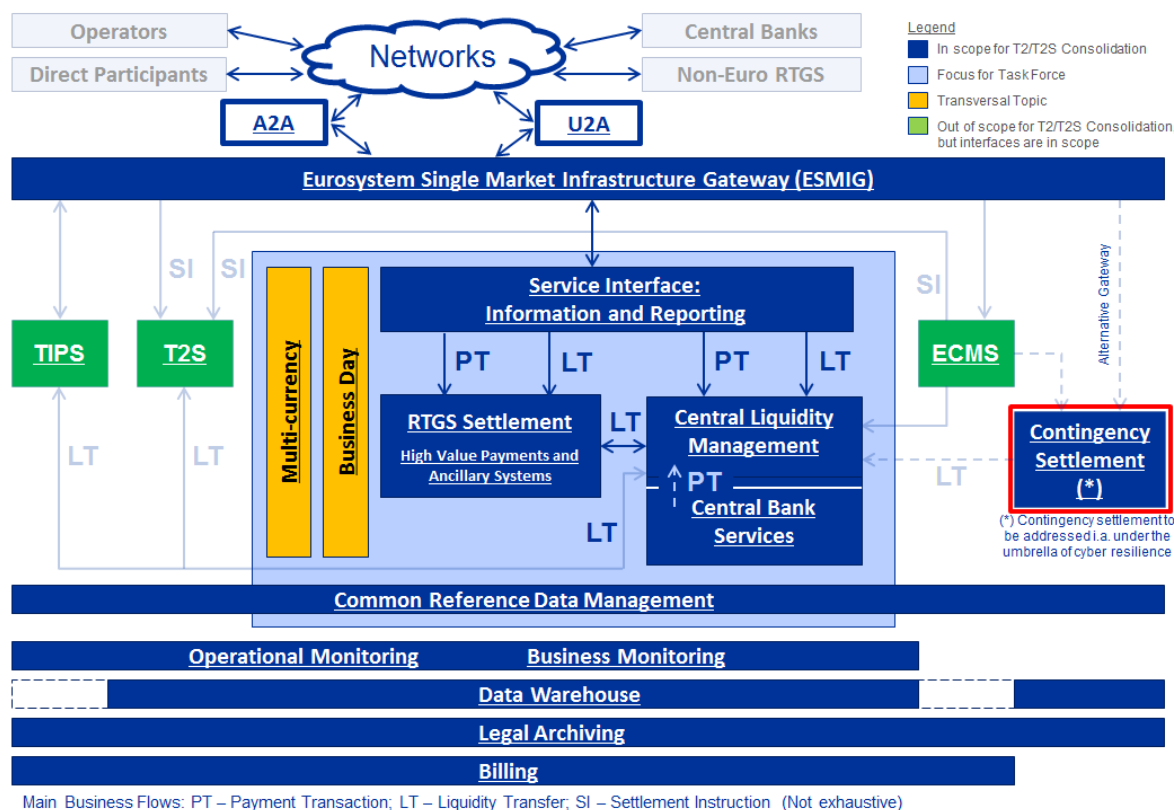 Operators
Direct Participants
Networks
Central Banks
Non-Euro RTGS
Legend
In scope for T2/T2S Consolidation
Focus for Task Force
Transversal Topic
Out of scope for T2/T2S Consolidation
but interfaces are in scope
A2A
U2A
Eurosystem Single Market Infrastructure Gateway (ESMIG)
SI
SI
SI
Alternative Gateway
Service Interface:
Information and Reporting
TIPS
T2S
ECMS
Multi-currency
Business Day
PT
LT
PT
LT
RTGS Settlement
High Value Payments and
Ancillary Systems
LT
Central Liquidity
Management
PT
Central Bank
Services
Contingency
Settlement
(*)
LT
LT
LT
LT
(*) Contingency settlement to
be addressed i.a. under the
umbrella of cyber resilience
Common Reference Data Management
Operational Monitoring
Business Monitoring
Data Warehouse
Legal Archiving
Billing
Main Business Flows: PT – Payment Transaction; LT – Liquidity Transfer; SI – Settlement Instruction (Not exhaustive)